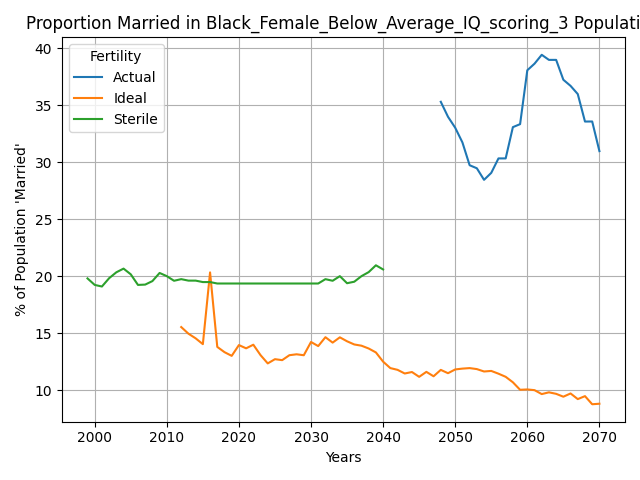 Proportion Married in Black_Female_Below_Average_IQ_scoring_3 Populati
Fertility
Actual
Ideal
Sterile
% of Population 'Married'
40
35
30
25
20
15
10
2000 2010 2020 2030 2040 2050 2060 2070
Years